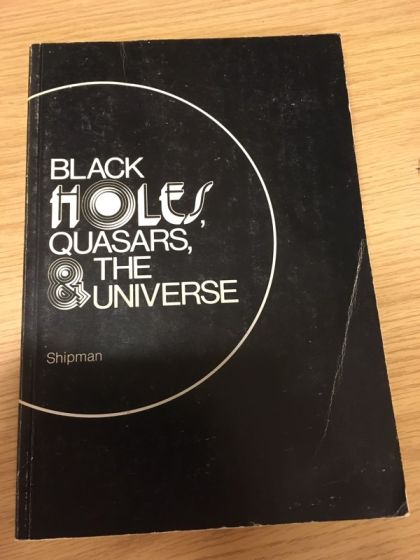 BLACK
HOLES,
QUASARS,
& THE
UNIVERSE
Shipman